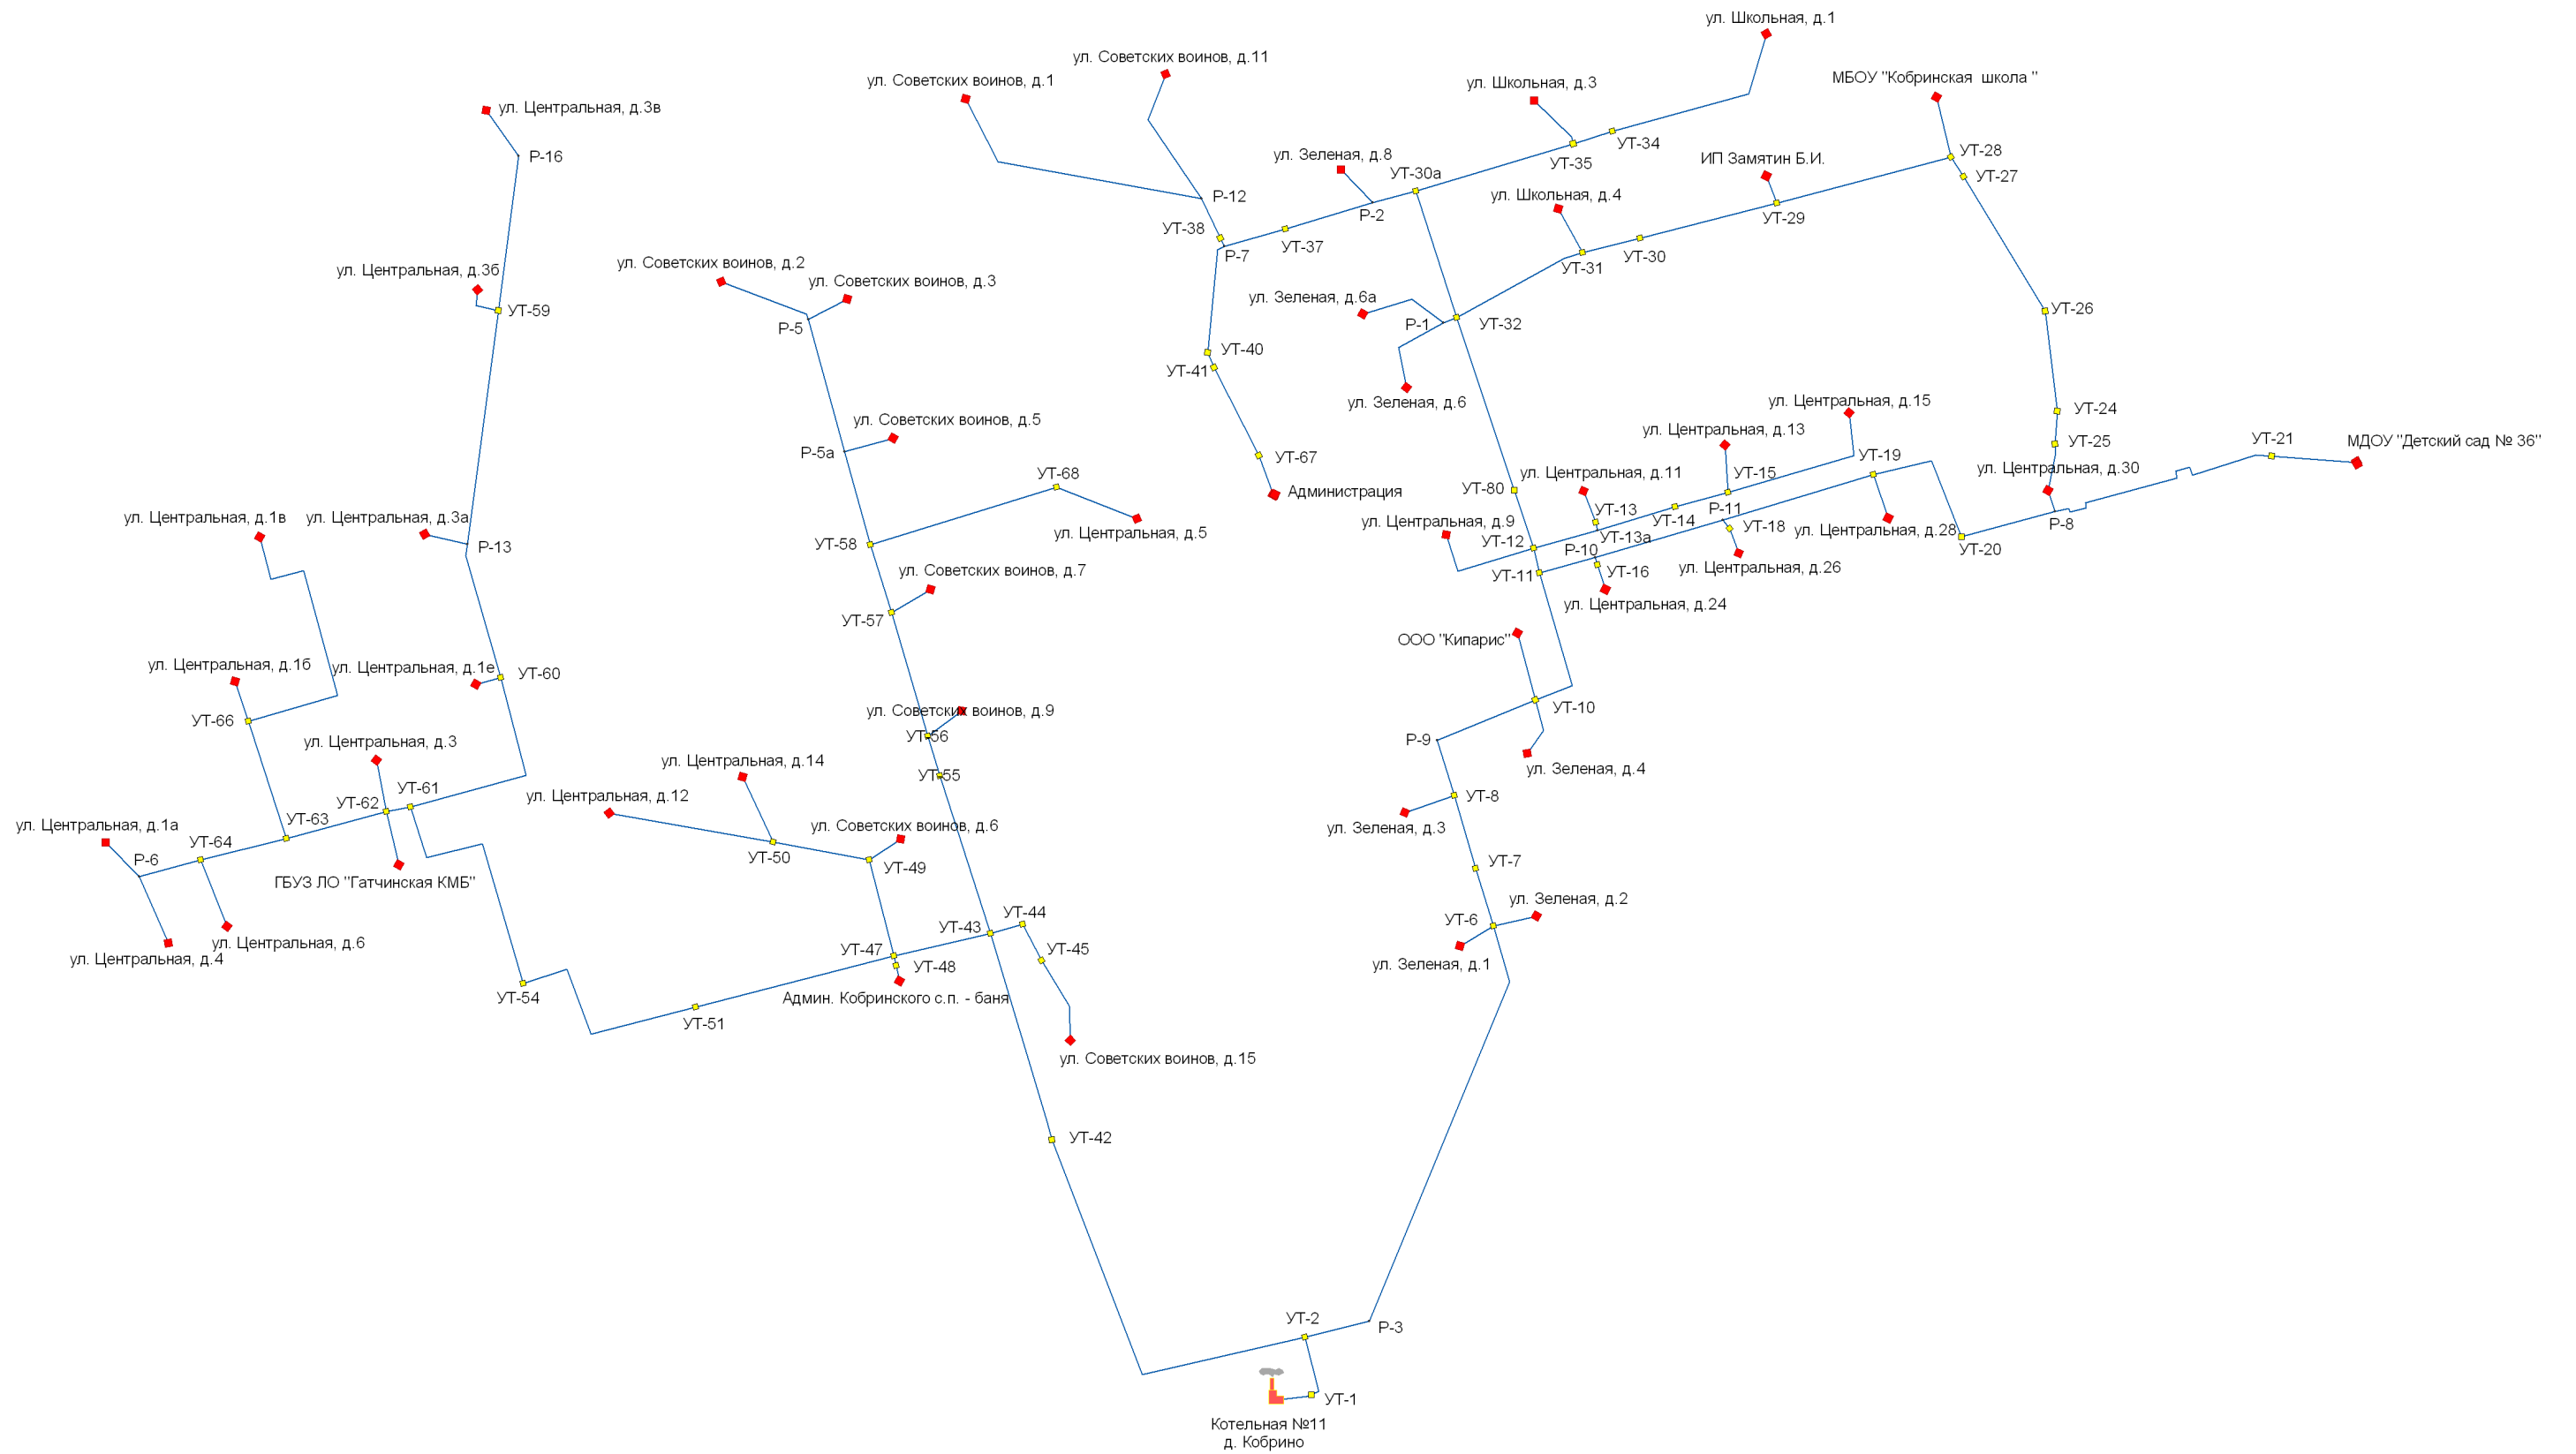 ул. Школьная, д.1
ул. Советских воинов, д.11
МБОУ "Кобринская  школа "
ул. Советских воинов, д.1
ул. Школьная, д.3
ул. Центральная, д.3в
УТ-34
УТ-28
Р-16
ул. Зеленая, д.8
УТ-35
ИП Замятин Б.И.
УТ-30а
УТ-27
Р-12
ул. Школьная, д.4
Р-2
УТ-29
УТ-38
УТ-37
Р-7
УТ-30
УТ-31
ул. Советских воинов, д.2
ул. Центральная, д.3б
ул. Советских воинов, д.3
ул. Зеленая, д.6а
УТ-59
УТ-26
Р-5
Р-1
УТ-32
УТ-40
УТ-41
ул. Зеленая, д.6
ул. Центральная, д.15
УТ-24
ул. Советских воинов, д.5
ул. Центральная, д.13
УТ-25
УТ-21
МДОУ "Детский сад № 36"
Р-5а
УТ-67
УТ-19
УТ-68
ул. Центральная, д.11
УТ-15
ул. Центральная, д.30
УТ-80
Администрация
УТ-13
Р-11
ул. Центральная, д.1в
ул. Центральная, д.3а
ул. Центральная, д.9
УТ-14
УТ-18
ул. Центральная, д.28
Р-8
ул. Центральная, д.5
УТ-13а
УТ-58
Р-13
УТ-12
Р-10
УТ-20
ул. Советских воинов, д.7
УТ-11
УТ-16
ул. Центральная, д.26
ул. Центральная, д.24
УТ-57
ООО "Кипарис"
ул. Центральная, д.1б
ул. Центральная, д.1е
УТ-60
УТ-66
ул. Советских воинов, д.9
УТ-10
УТ-56
ул. Центральная, д.3
Р-9
ул. Центральная, д.14
УТ-55
ул. Зеленая, д.4
ул. Центральная, д.12
УТ-61
УТ-62
УТ-8
УТ-63
ул. Центральная, д.1а
ул. Советских воинов, д.6
ул. Зеленая, д.3
УТ-64
Р-6
УТ-50
УТ-49
УТ-7
ГБУЗ ЛО "Гатчинская КМБ"
ул. Зеленая, д.2
УТ-44
УТ-43
УТ-6
ул. Центральная, д.6
УТ-47
УТ-45
ул. Центральная, д.4
УТ-48
ул. Зеленая, д.1
УТ-54
Админ. Кобринского с.п. - баня
УТ-51
ул. Советских воинов, д.15
УТ-42
УТ-2
Р-3
УТ-1
Котельная №11
д. Кобрино